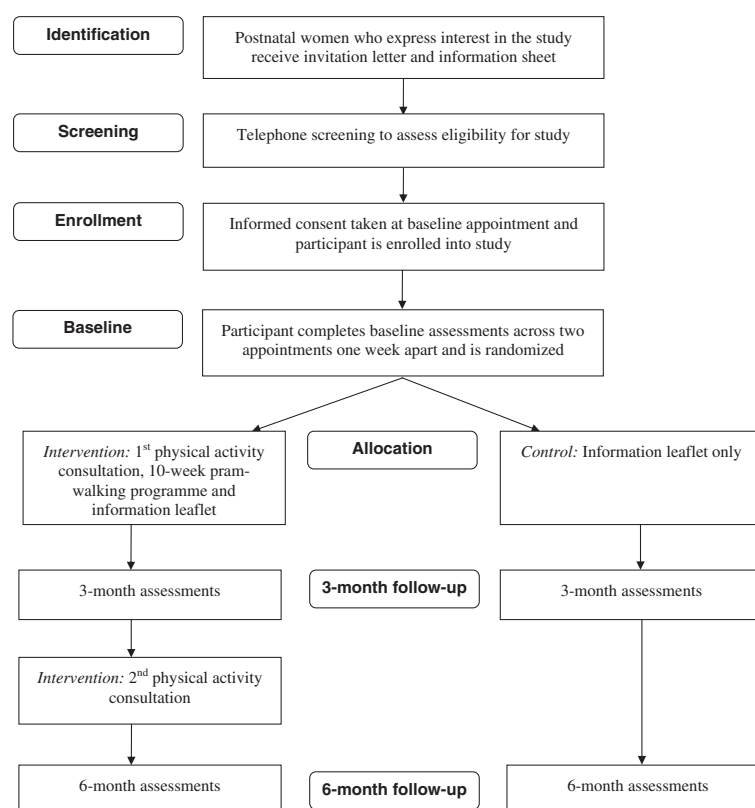 Identification
Postnatal women who express interest in the study
receive invitation letter and information sheet
Screening
Telephone screening to assess eligibility for study
Enrollment
Informed consent taken at baseline appointment and
participant is enrolled into study
Baseline
Participant completes baseline assessments across two
appointments one week apart and is randomized
Intervention: 1st physical activity
consultation, 10-week pram-
walking programme and
information leaflet
Allocation
Control: Information leaflet only
3-month assessments
3-month follow-up
3-month assessments
Intervention: 2nd physical activity
consultation
6-month assessments
6-month follow-up
6-month assessments